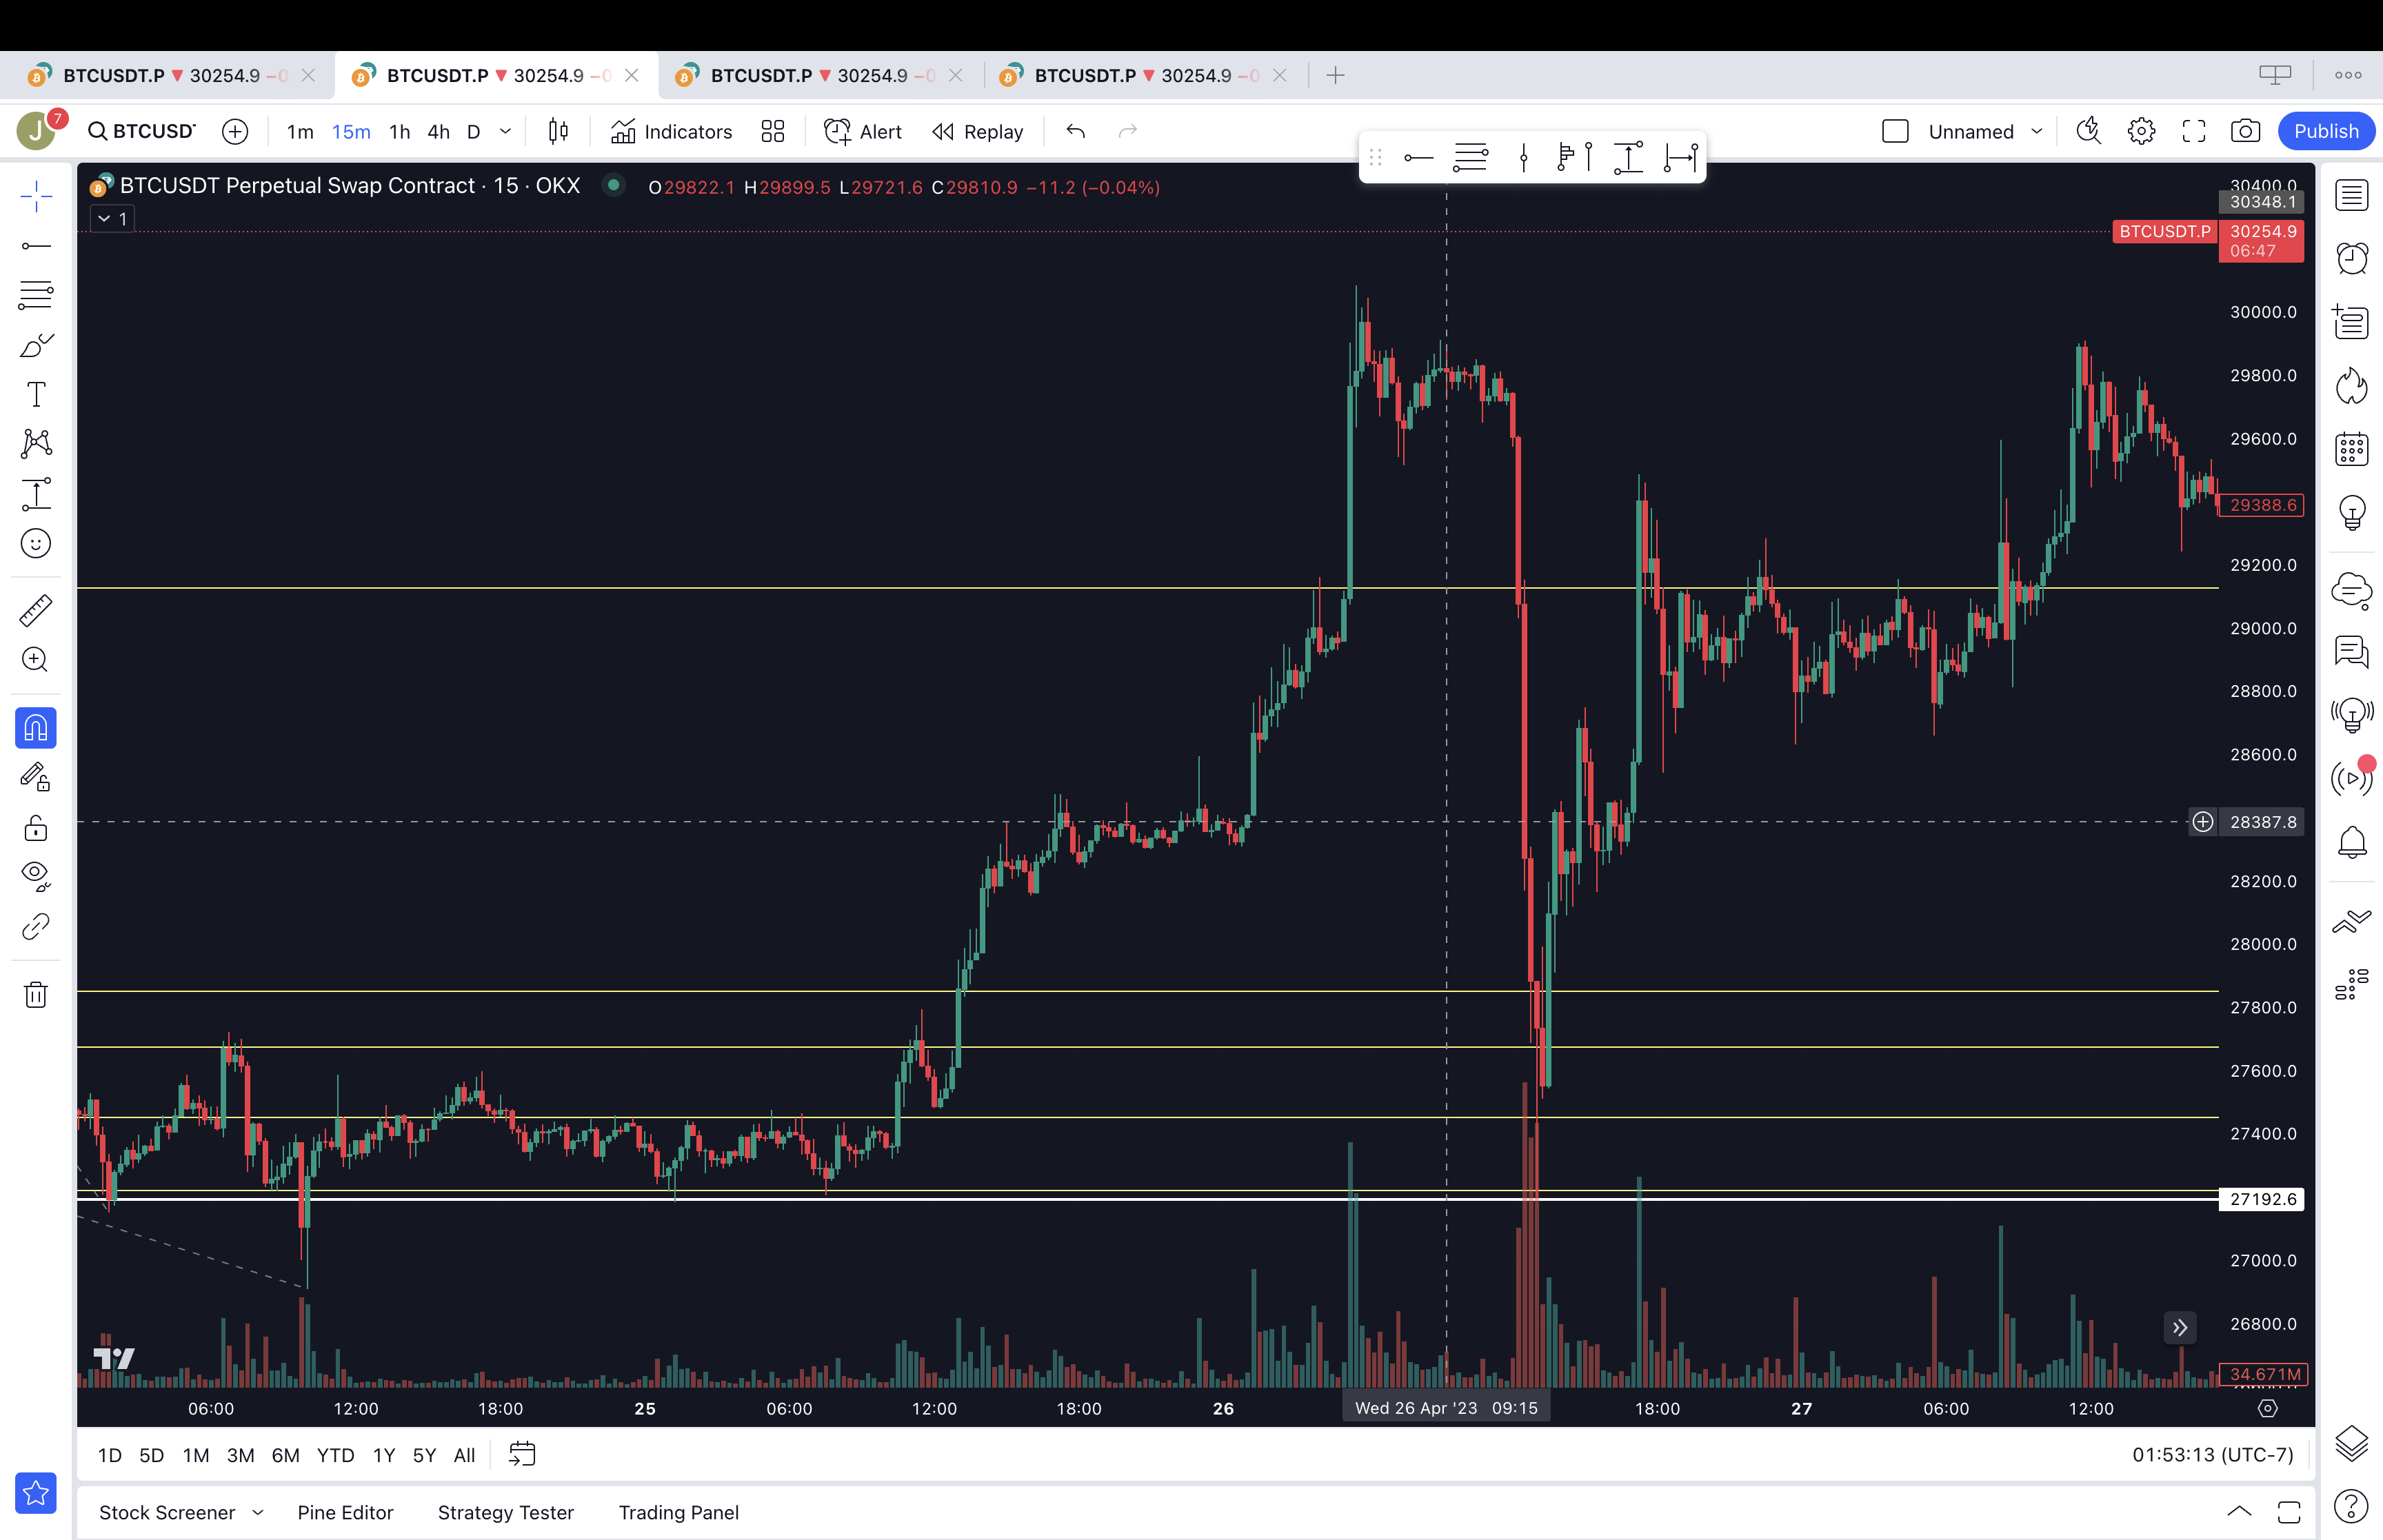 BTCUSDT.P ▼ 30254.9 −0
BTCUSDT.P ▼ 30254.9 −0
BTCUSDT.P ▼ 30254.9 −0
BTCUSDT.P ▼ 30254.9 −0
J 7 BTCUSD 1m 15m 1h 4h D Indicators Alert Replay Unnamed Publish
BTCUSDT Perpetual Swap Contract · 15 · OKX O29822.1 H29899.5 L29721.6 C29810.9 −11.2 (−0.04%)
1
30400.0
30348.1
BTCUSDT.P 30254.9
06:47
30000.0
29800.0
29600.0
29388.6
29200.0
29000.0
28800.0
28600.0
28387.8
28200.0
28000.0
27800.0
27600.0
27400.0
27192.6
27000.0
26800.0
34.671M
06:00 12:00 18:00 25 06:00 12:00 18:00 26 Wed 26 Apr '23 09:15 18:00 27 06:00 12:00
1D 5D 1M 3M 6M YTD 1Y 5Y All 01:53:13 (UTC-7)
Stock Screener Pine Editor Strategy Tester Trading Panel